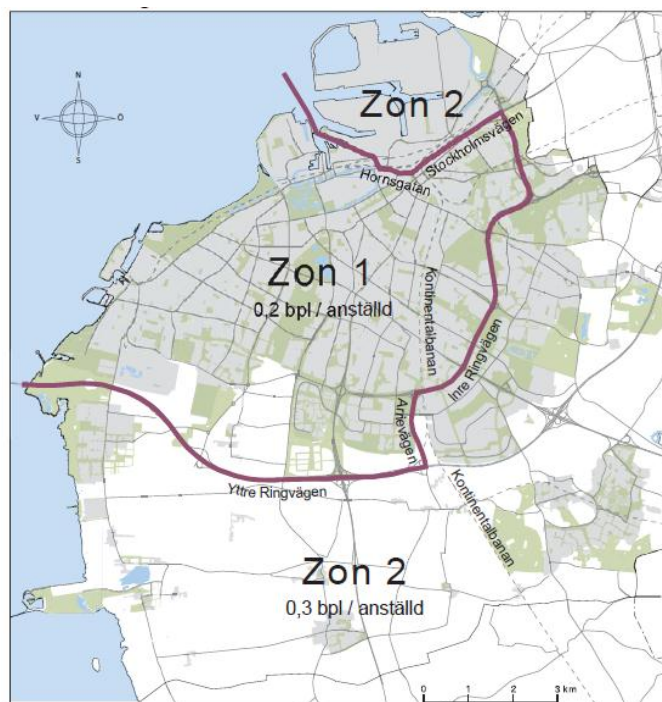 N
V
Ö
S
Zon 2
Stockholmsvägen
Hornsgatan
Zon 1
0,2 bpl / anställd
Kontinentalbanan
Inre Ringvägen
Arrievägen
Yttre Ringvägen
Kontinentalbanan
Zon 2
0,3 bpl / anställd
0 1 2 3 km